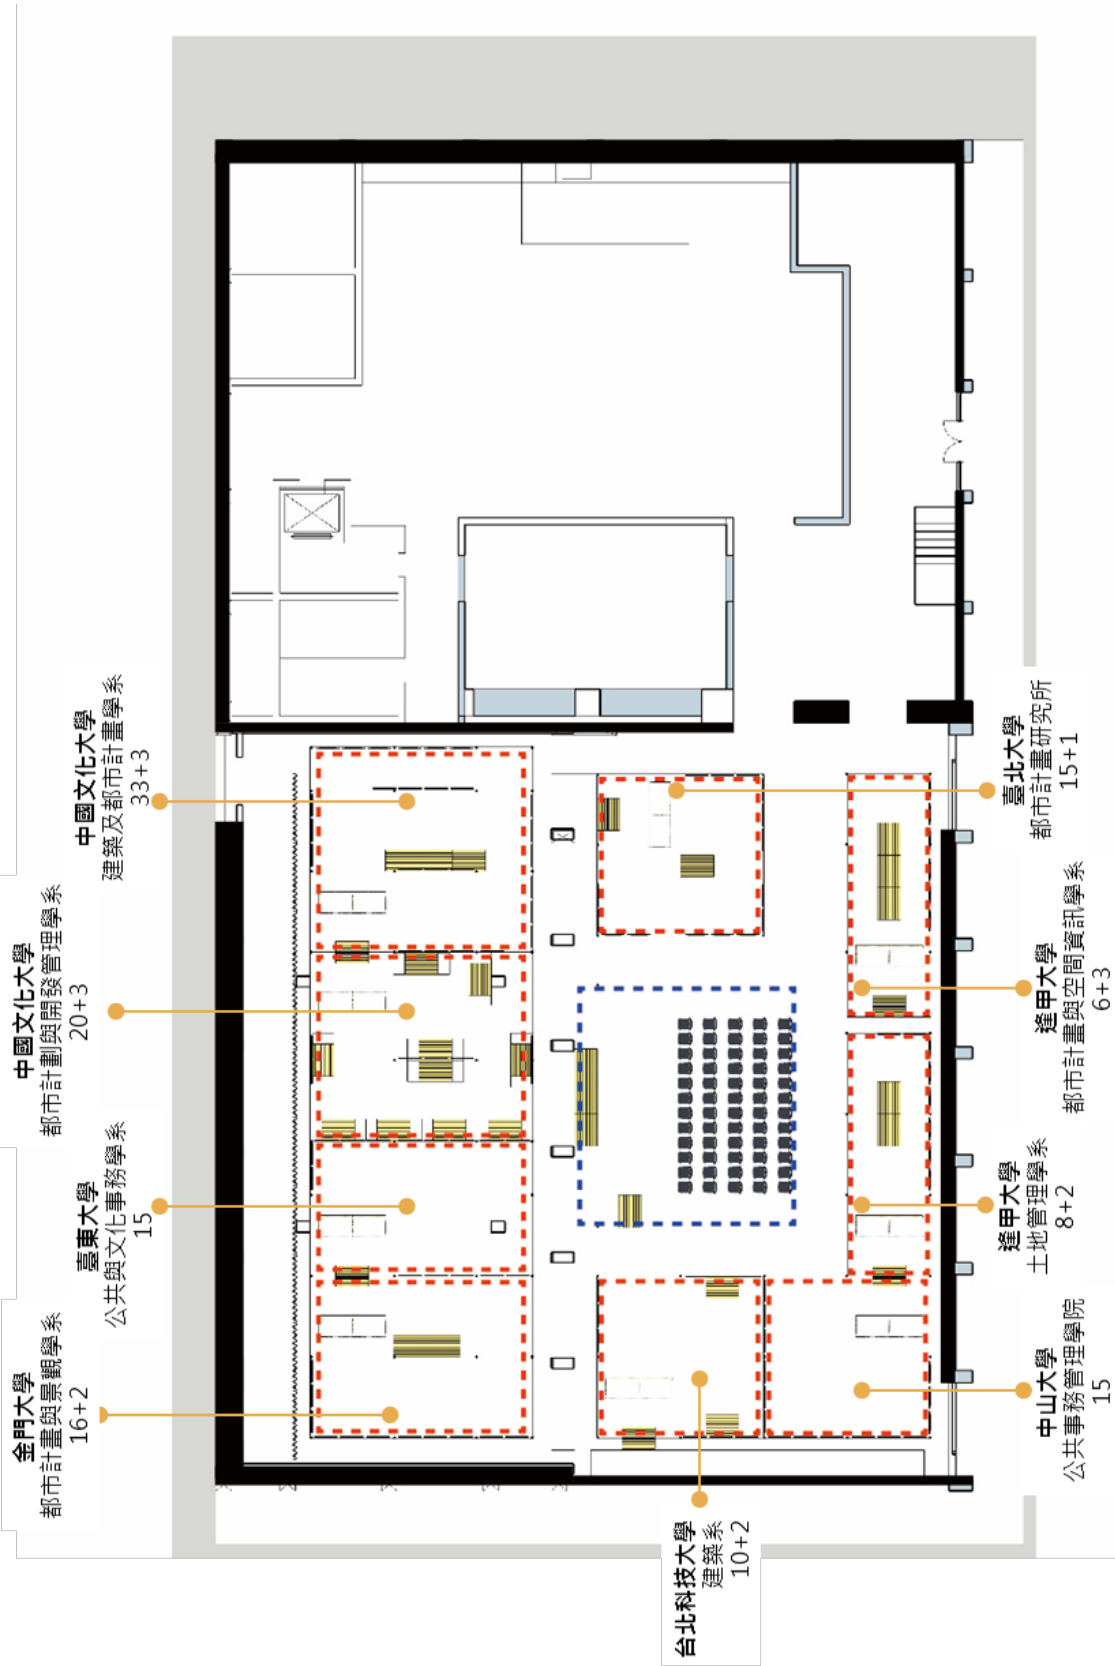 金門大學
都市計畫與景觀學系
16+2
臺東大學
公共與文化事務學系
15
中國文化大學
都市計劃與開發管理學系
20+3
中國文化大學
建築及都市計畫學系
33+3
台北科技大學
建築系
10+2
中山大學
公共事務管理學院
15
逢甲大學
土地管理學系
8+2
逢甲大學
都市計畫與空間資訊學系
6+3
臺北大學
都市計畫研究所
15+1